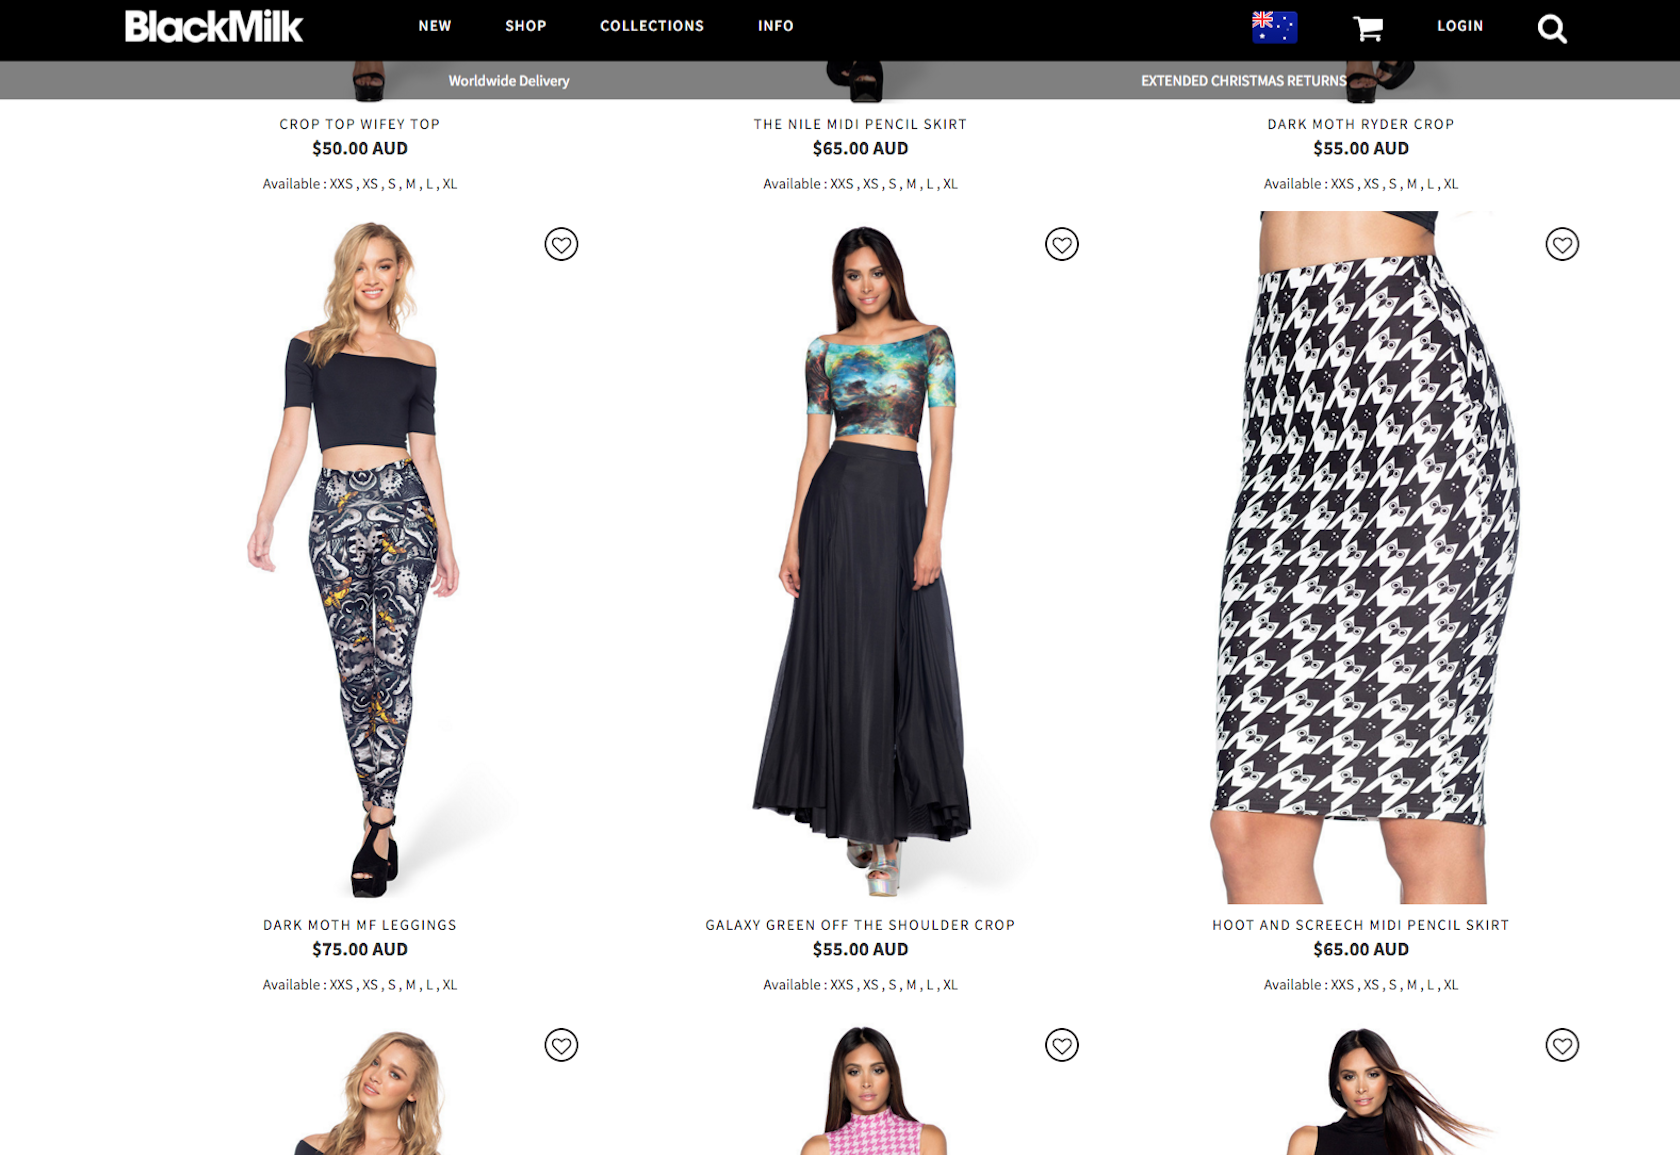 BlackMilk
NEW SHOP COLLECTIONS INFO LOGIN
Worldwide Delivery EXTENDED CHRISTMAS RETURNS
CROP TOP WIFEY TOP
$50.00 AUD
Available : XXS , XS , S , M , L , XL
THE NILE MIDI PENCIL SKIRT
$65.00 AUD
Available : XXS , XS , S , M , L , XL
DARK MOTH RYDER CROP
$55.00 AUD
Available : XXS , XS , S , M , L , XL
DARK MOTH MF LEGGINGS
$75.00 AUD
Available : XXS , XS , S , M , L , XL
GALAXY GREEN OFF THE SHOULDER CROP
$55.00 AUD
Available : XXS , XS , S , M , L , XL
HOOT AND SCREECH MIDI PENCIL SKIRT
$65.00 AUD
Available : XXS , XS , S , M , L , XL